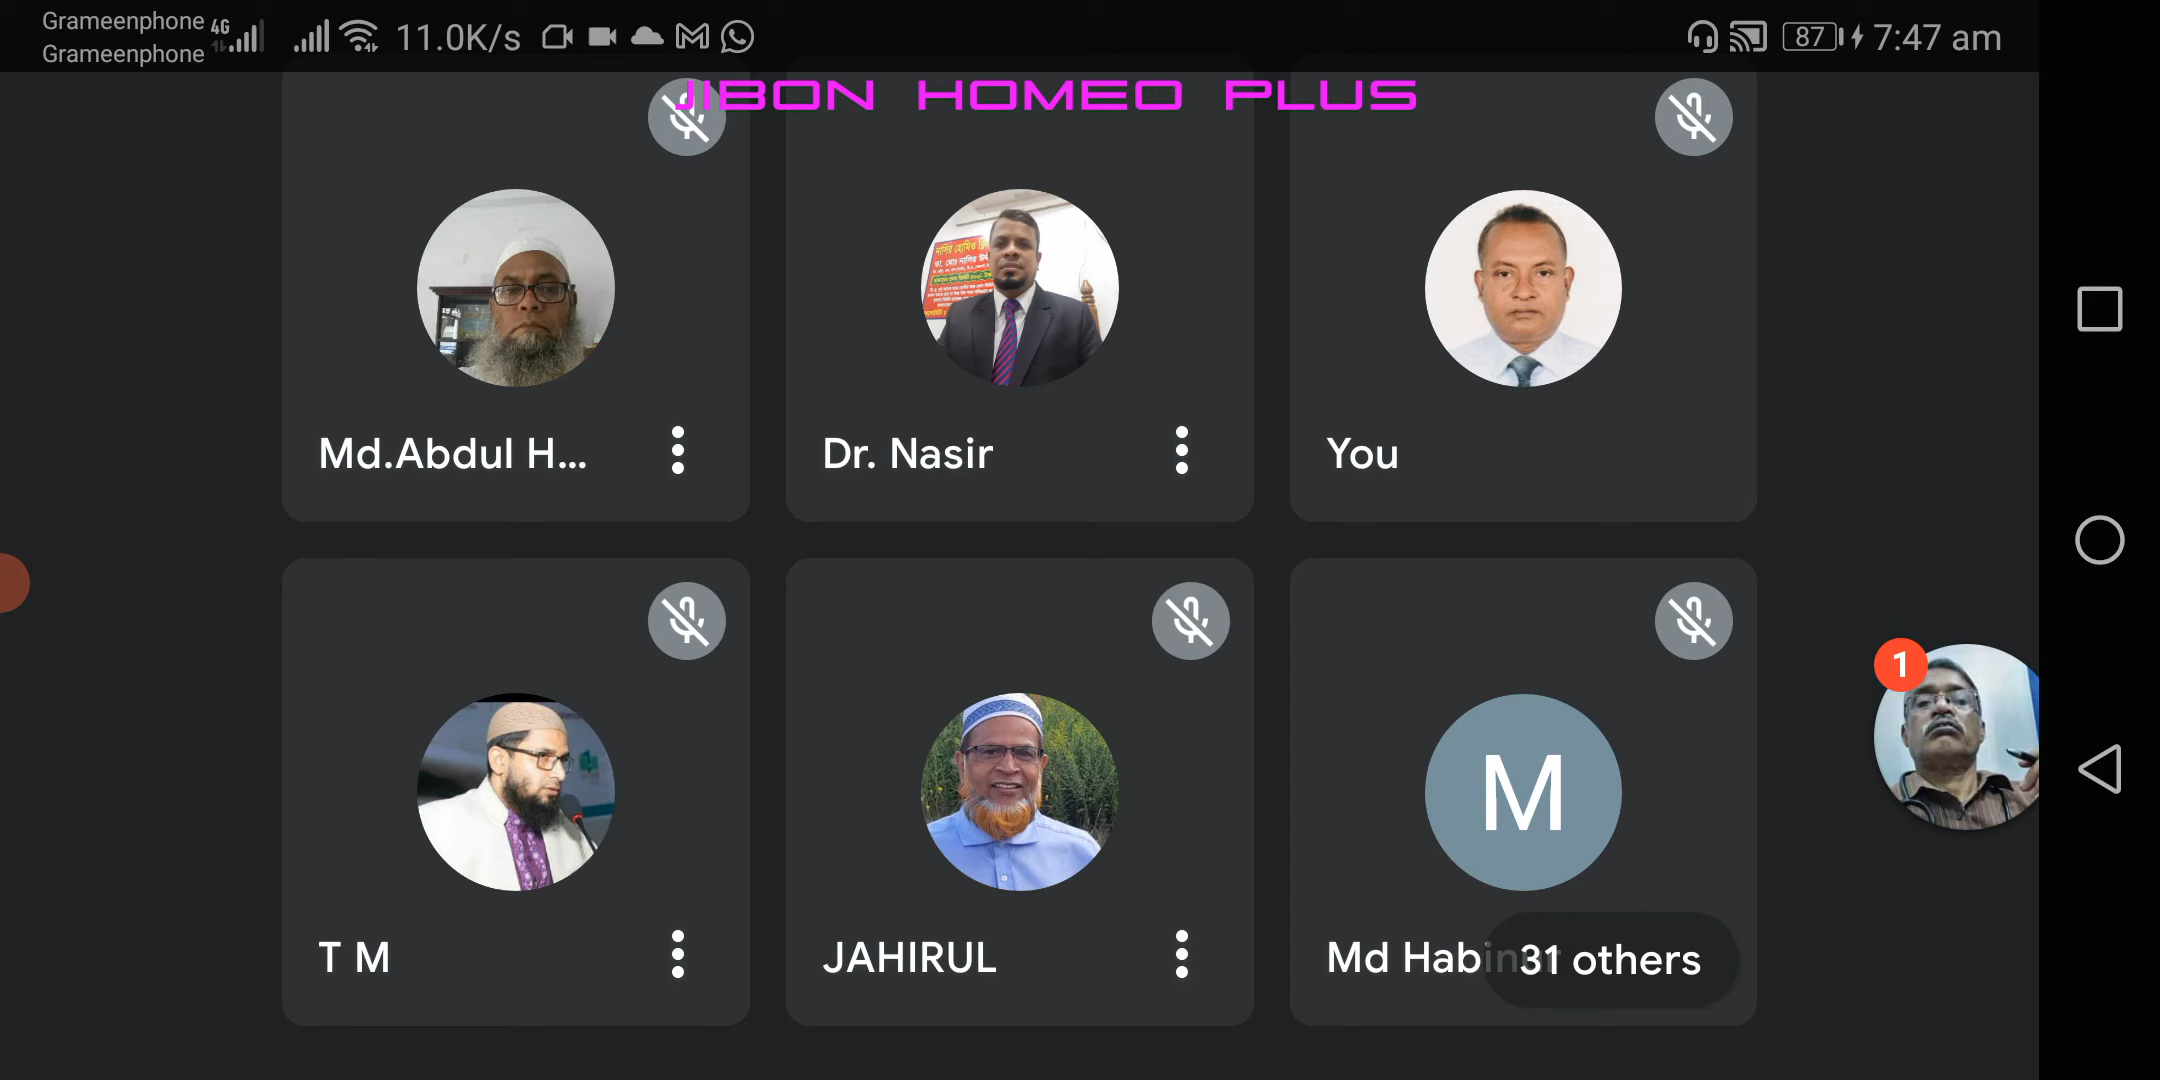 Grameenphone 4G
Grameenphone
11.0K/s
87
7:47 am
JIBON HOMEO PLUS
নাসির হোমিও
ডা. মোঃ নাসির উ
Md.Abdul H...
Dr. Nasir
You
1
M
T M
JAHIRUL
Md Habi
31 others